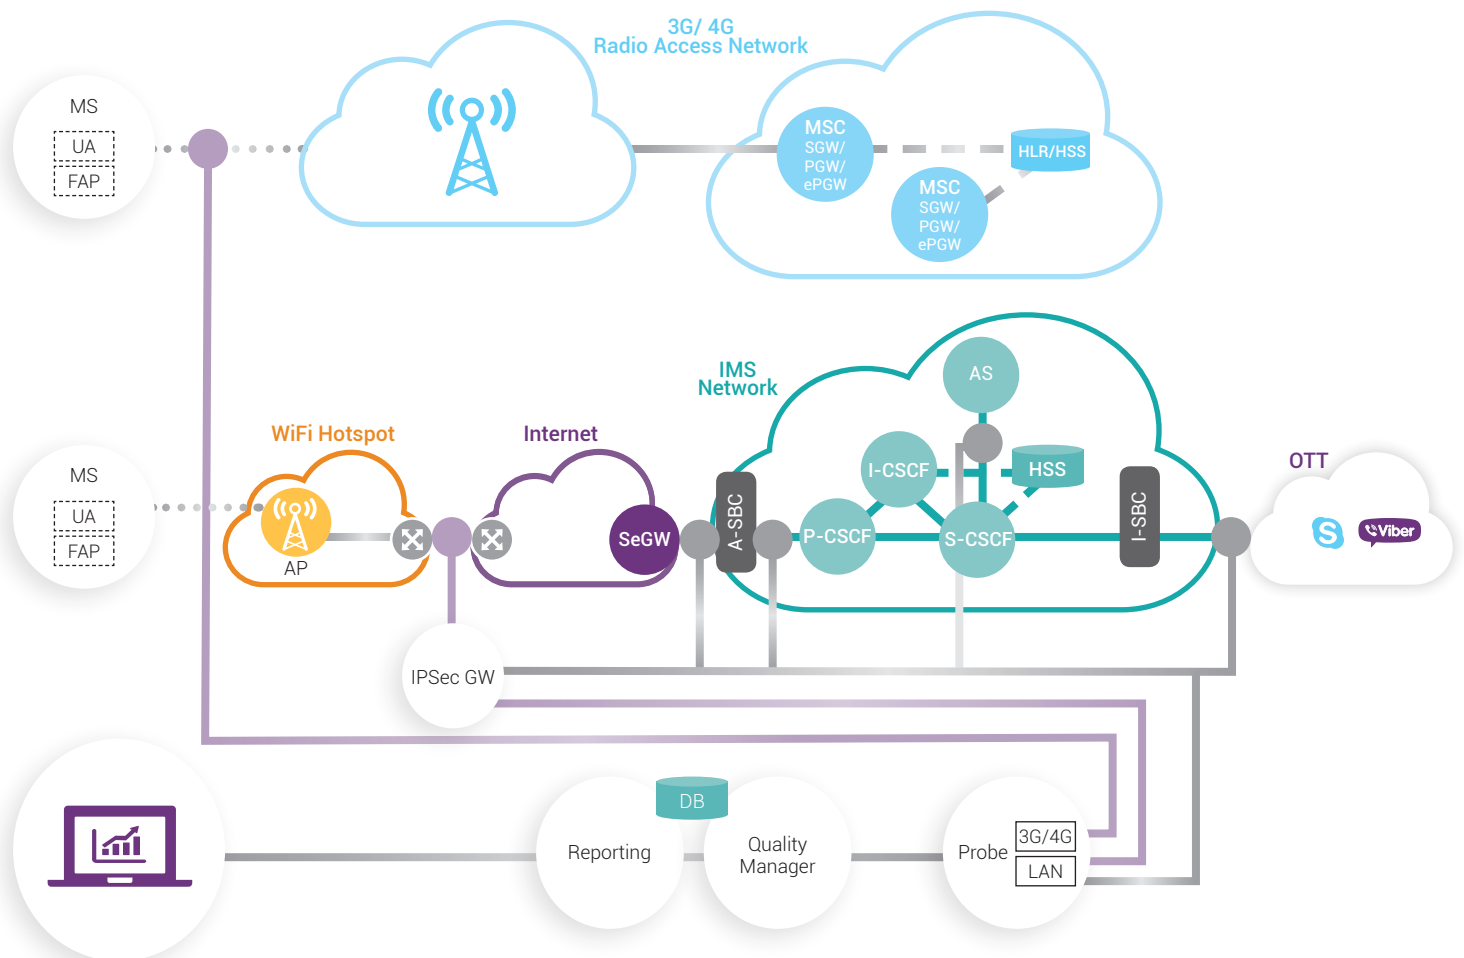 3G/ 4G
Radio Access Network
MS
UA
FAP
MSC
SGW/
PGW/
ePGW
HLR/HSS
MSC
SGW/
PGW/
ePGW
IMS
Network
AS
WiFi Hotspot
Internet
I-CSCF
HSS
OTT
MS
UA
FAP
AP
SeGW
A-SBC
P-CSCF
S-CSCF
I-SBC
S
Viber
IPSec GW
DB
Reporting
Quality
Manager
Probe
3G/4G
LAN